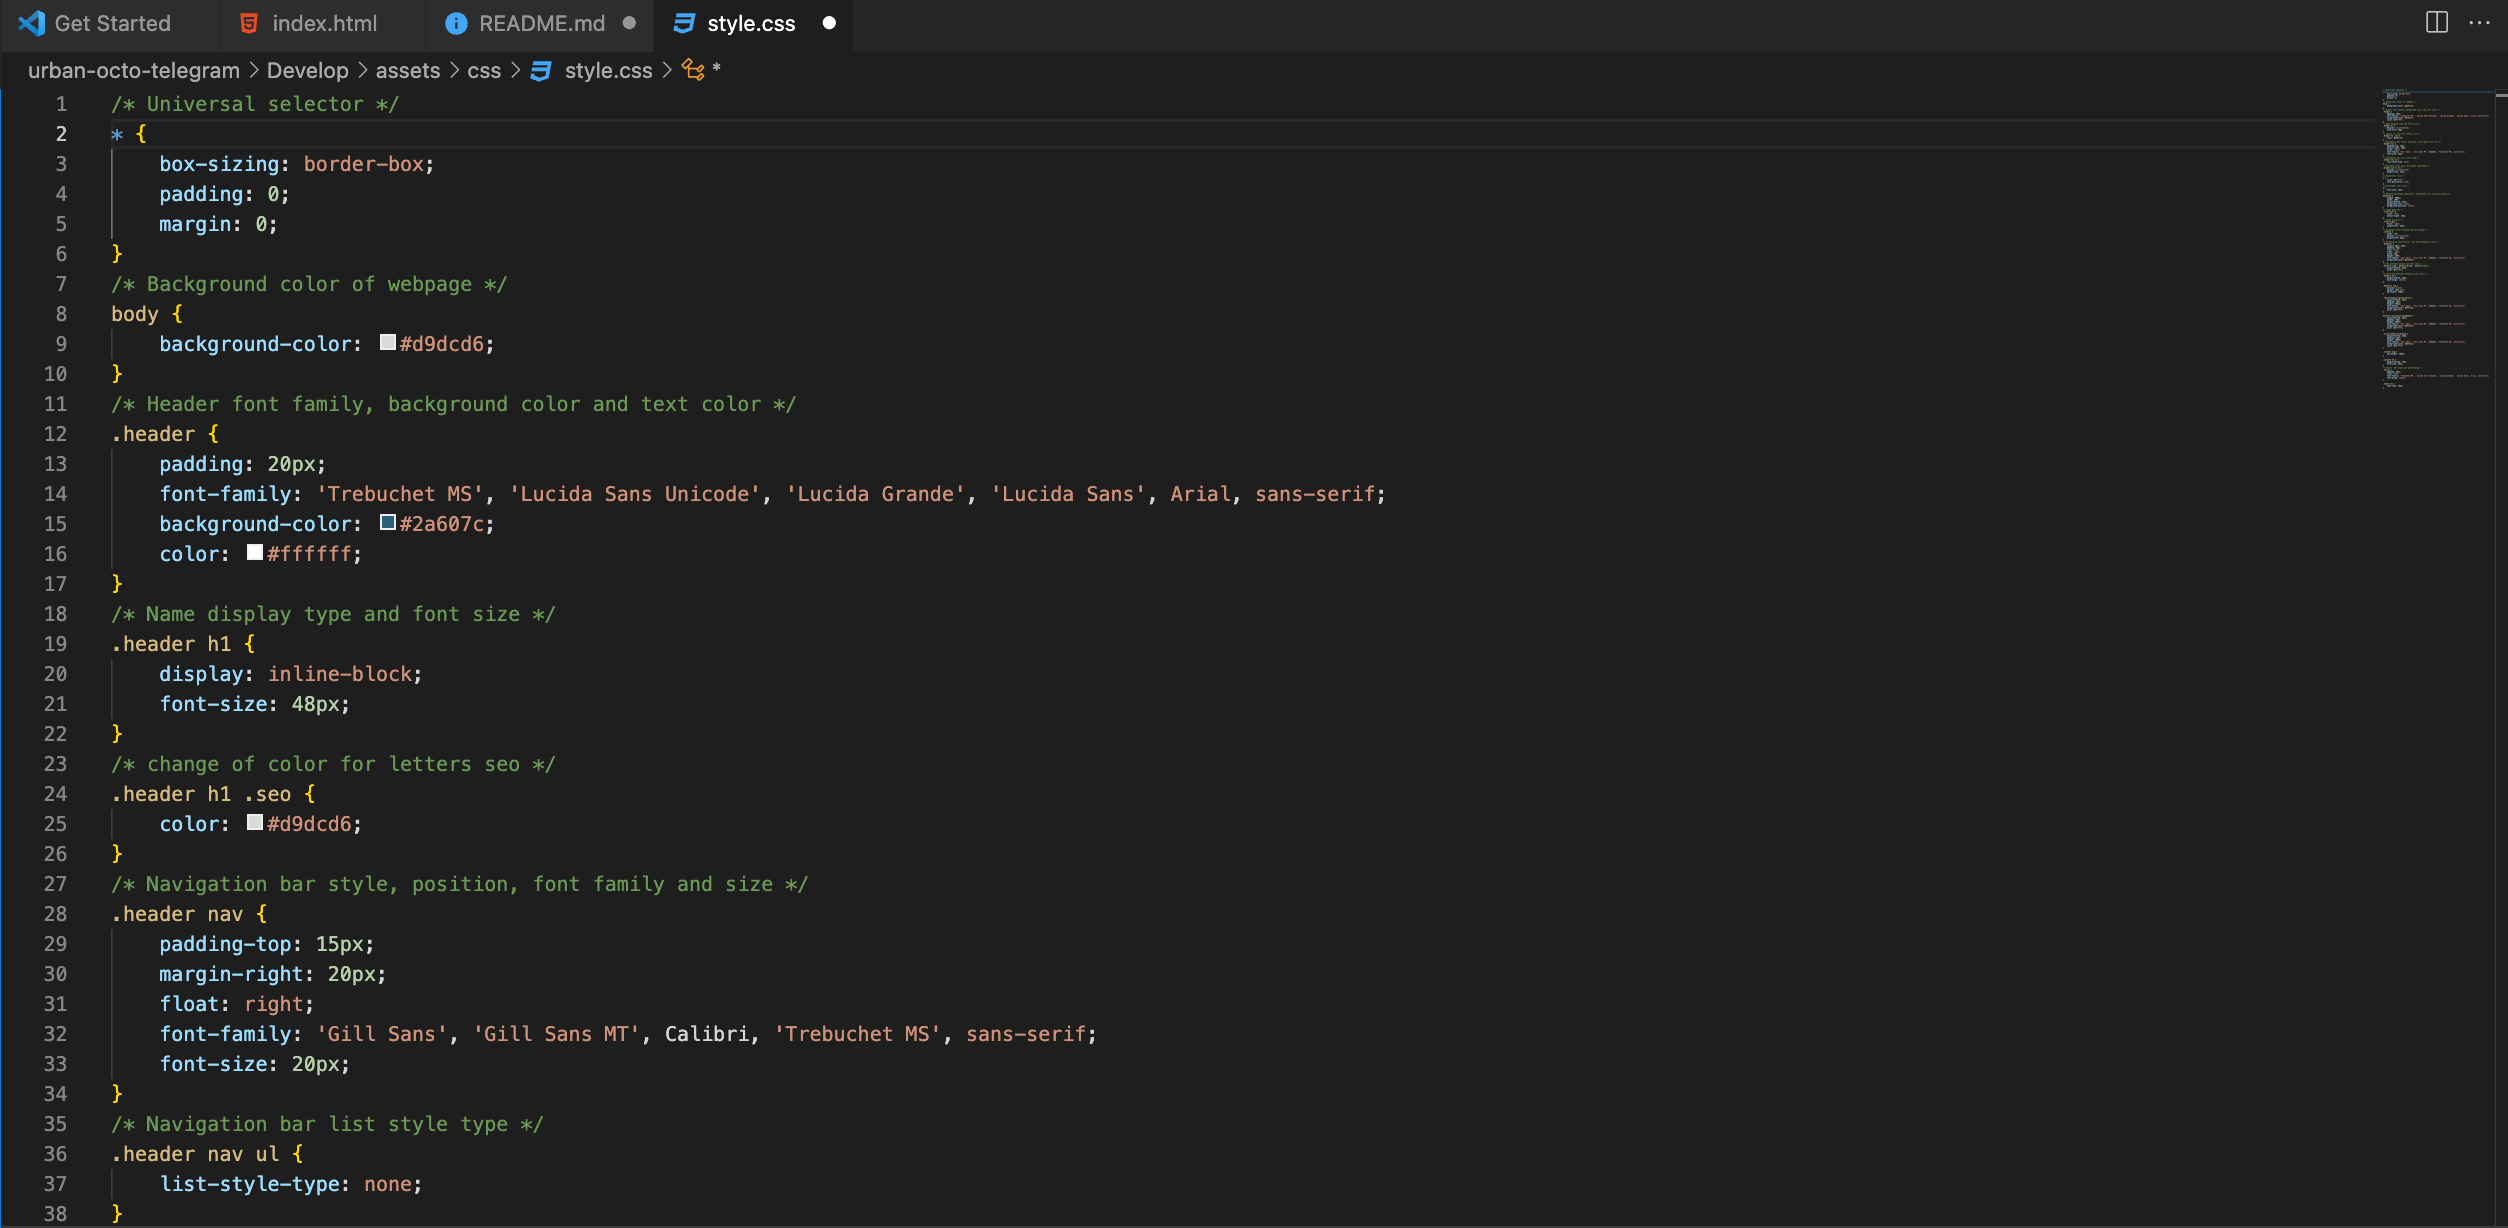 Get Started index.html README.md style.css
urban-octo-telegram > Develop > assets > css > style.css > *
1 /* Universal selector */
2 * {
3     box-sizing: border-box;
4     padding: 0;
5     margin: 0;
6 }
7 /* Background color of webpage */
8 body {
9     background-color: #d9dcd6;
10 }
11 /* Header font family, background color and text color */
12 .header {
13     padding: 20px;
14     font-family: 'Trebuchet MS', 'Lucida Sans Unicode', 'Lucida Grande', 'Lucida Sans', Arial, sans-serif;
15     background-color: #2a607c;
16     color: #ffffff;
17 }
18 /* Name display type and font size */
19 .header h1 {
20     display: inline-block;
21     font-size: 48px;
22 }
23 /* change of color for letters seo */
24 .header h1 .seo {
25     color: #d9dcd6;
26 }
27 /* Navigation bar style, position, font family and size */
28 .header nav {
29     padding-top: 15px;
30     margin-right: 20px;
31     float: right;
32     font-family: 'Gill Sans', 'Gill Sans MT', Calibri, 'Trebuchet MS', sans-serif;
33     font-size: 20px;
34 }
35 /* Navigation bar list style type */
36 .header nav ul {
37     list-style-type: none;
38 }